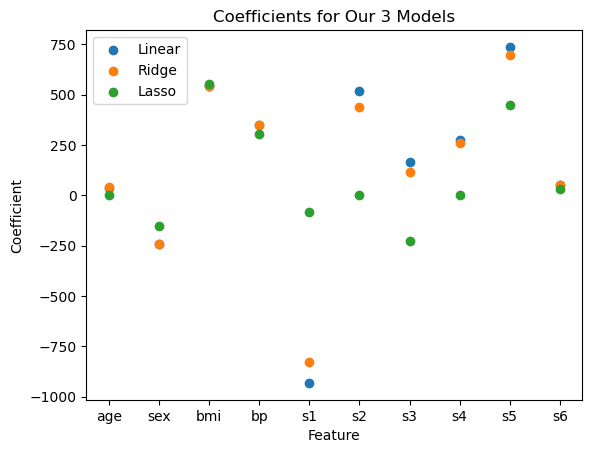 Coefficients for Our 3 Models
Linear
Ridge
Lasso
750
500
250
0
−250
−500
−750
−1000
Coefficient
age sex bmi bp s1 s2 s3 s4 s5 s6
Feature